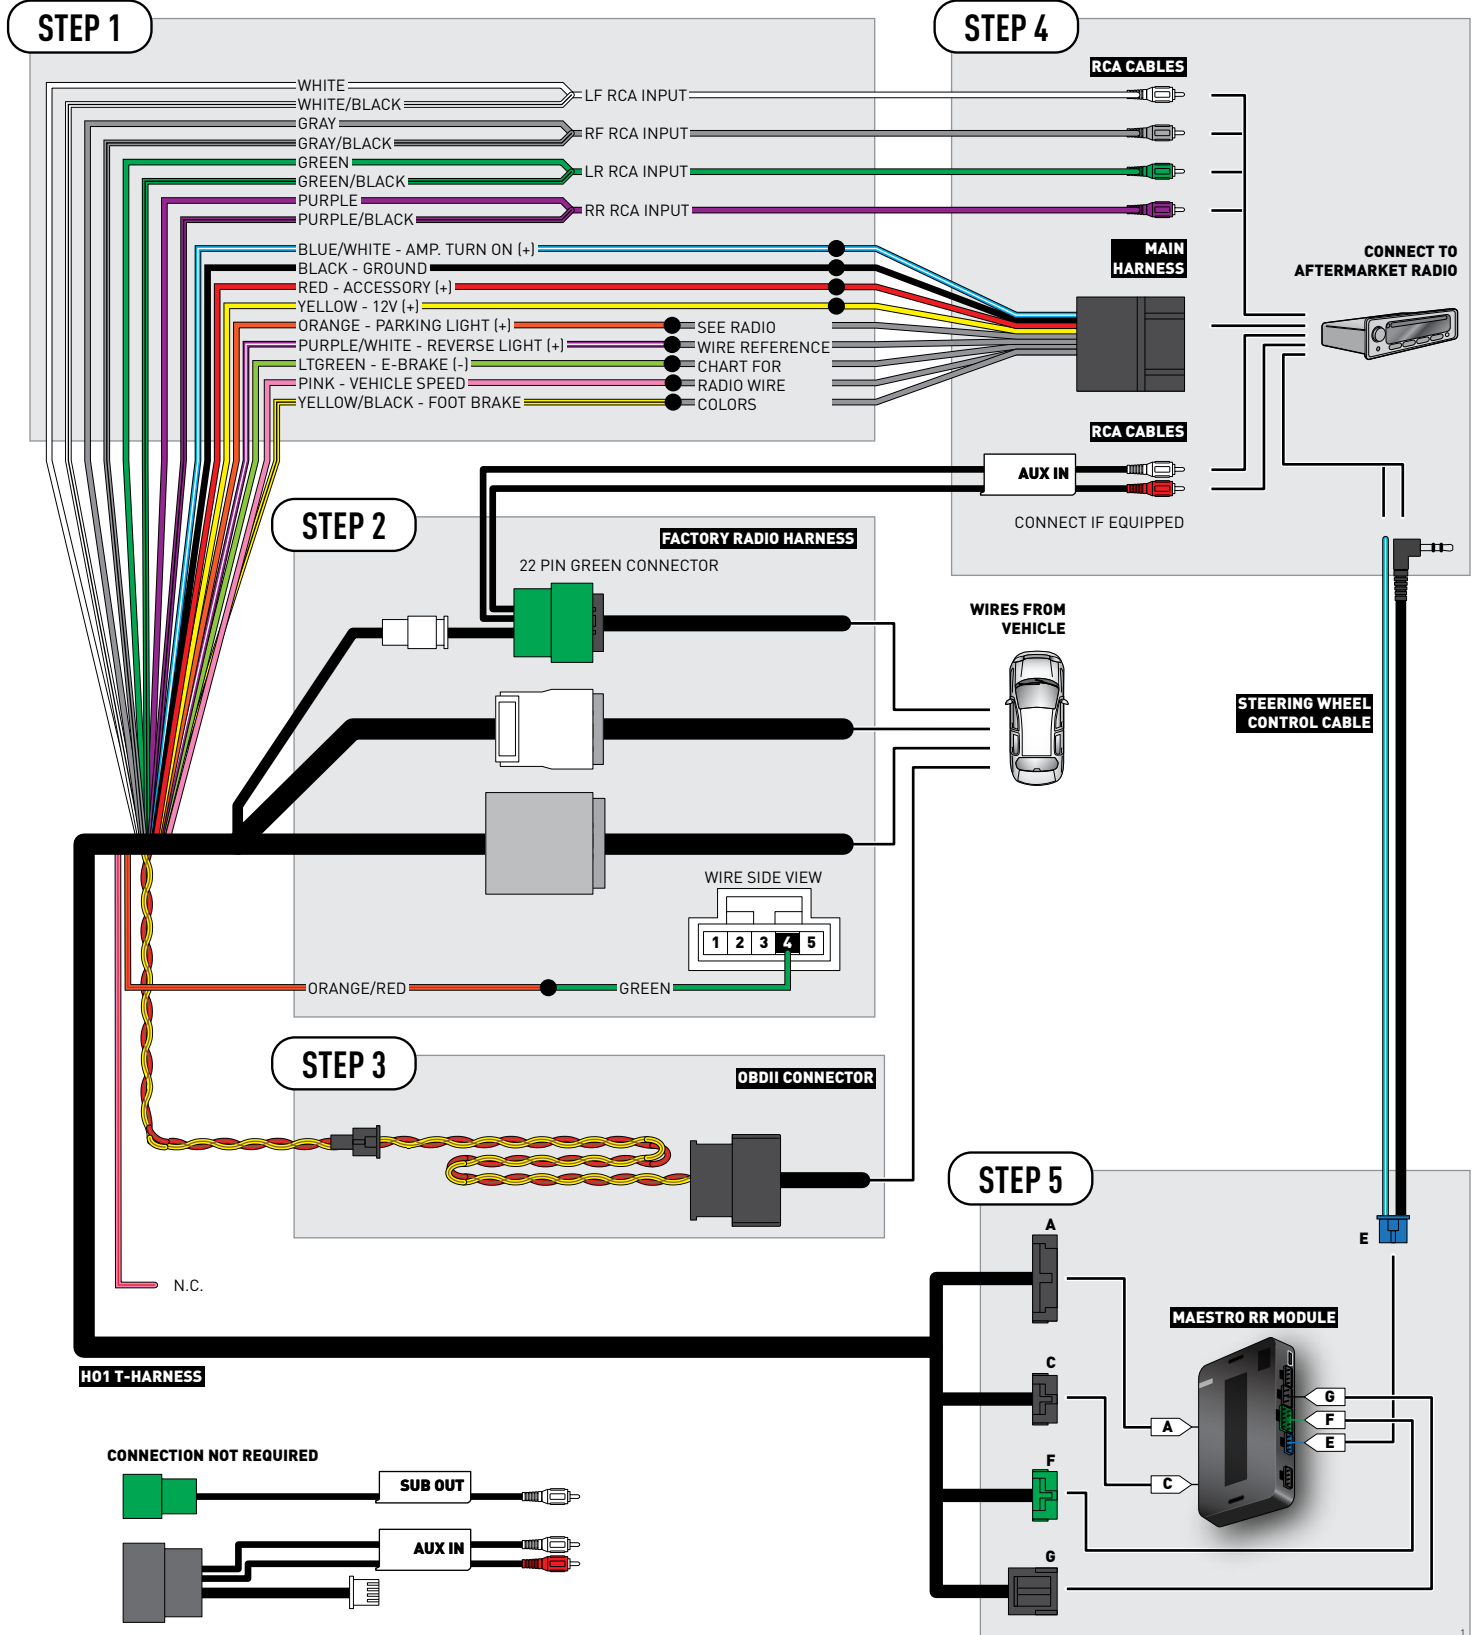 STEP 1
WHITE
WHITE/BLACK
LF RCA INPUT
GRAY
GRAY/BLACK
RF RCA INPUT
GREEN
GREEN/BLACK
LR RCA INPUT
PURPLE
PURPLE/BLACK
RR RCA INPUT
BLUE/WHITE - AMP. TURN ON (+)
BLACK - GROUND
RED - ACCESSORY (+)
YELLOW - 12V (+)
ORANGE - PARKING LIGHT (+)
PURPLE/WHITE - REVERSE LIGHT (+)
LTGREEN - E-BRAKE (-)
PINK - VEHICLE SPEED
YELLOW/BLACK - FOOT BRAKE
SEE RADIO
WIRE REFERENCE
CHART FOR
RADIO WIRE
COLORS
STEP 4
RCA CABLES
MAIN
HARNESS
CONNECT TO
AFTERMARKET RADIO
RCA CABLES
AUX IN
CONNECT IF EQUIPPED
STEP 2
FACTORY RADIO HARNESS
22 PIN GREEN CONNECTOR
WIRES FROM
VEHICLE
STEERING WHEEL
CONTROL CABLE
WIRE SIDE VIEW
1 2 3 4 5
ORANGE/RED
GREEN
STEP 3
OBDII CONNECTOR
N.C.
HO1 T-HARNESS
STEP 5
E
A
C
F
G
MAESTRO RR MODULE
A
C
G
F
E
CONNECTION NOT REQUIRED
SUB OUT
AUX IN
1